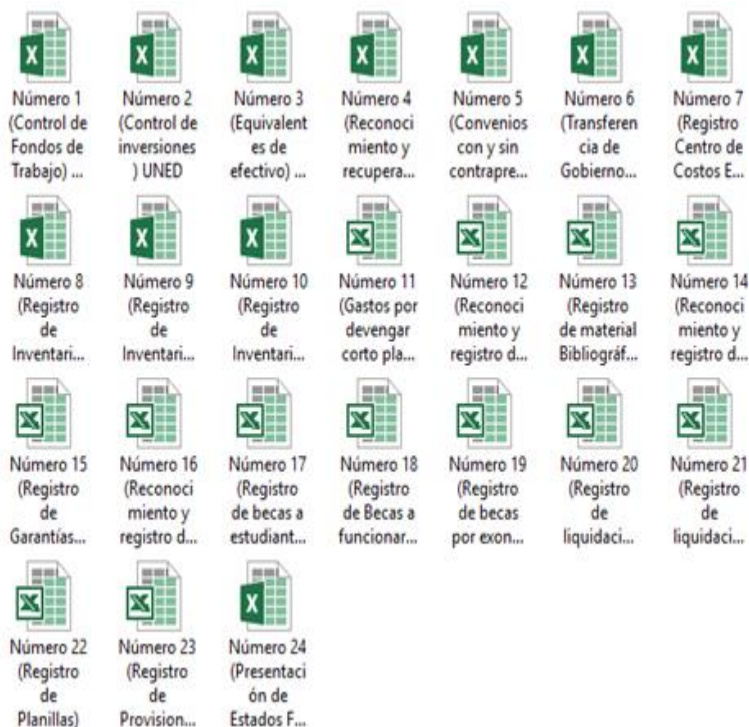 Número 1
(Control de
Fondos de
Trabajo) ...
Número 2
(Control de
inversiones
) UNED
Número 3
(Equivalent
es de
efectivo) ...
Número 4
(Reconoci
miento y
recupera...
Número 5
(Convenios
con y sin
contrapre...
Número 6
(Transferen
cia de
Gobierno...
Número 7
(Registro
Centro de
Costos E...
Número 8
(Registro
de
Inventari...
Número 9
(Registro
de
Inventari...
Número 10
(Registro
de
Inventari...
Número 11
(Gastos por
devengar
corto pla...
Número 12
(Reconoci
miento y
registro d...
Número 13
(Registro
de material
Bibliográf...
Número 14
(Reconoci
miento y
registro d...
Número 15
(Registro
de
Garantías...
Número 16
(Reconoci
miento y
registro d...
Número 17
(Registro
de becas a
estudiant...
Número 18
(Registro
de Becas a
funcionar...
Número 19
(Registro
de becas
por exon...
Número 20
(Registro
de
liquidaci...
Número 21
(Registro
de
liquidaci...
Número 22
(Registro
de
Planillas)
Número 23
(Registro
de
Provision...
Número 24
(Presentaci
ón de
Estados F...